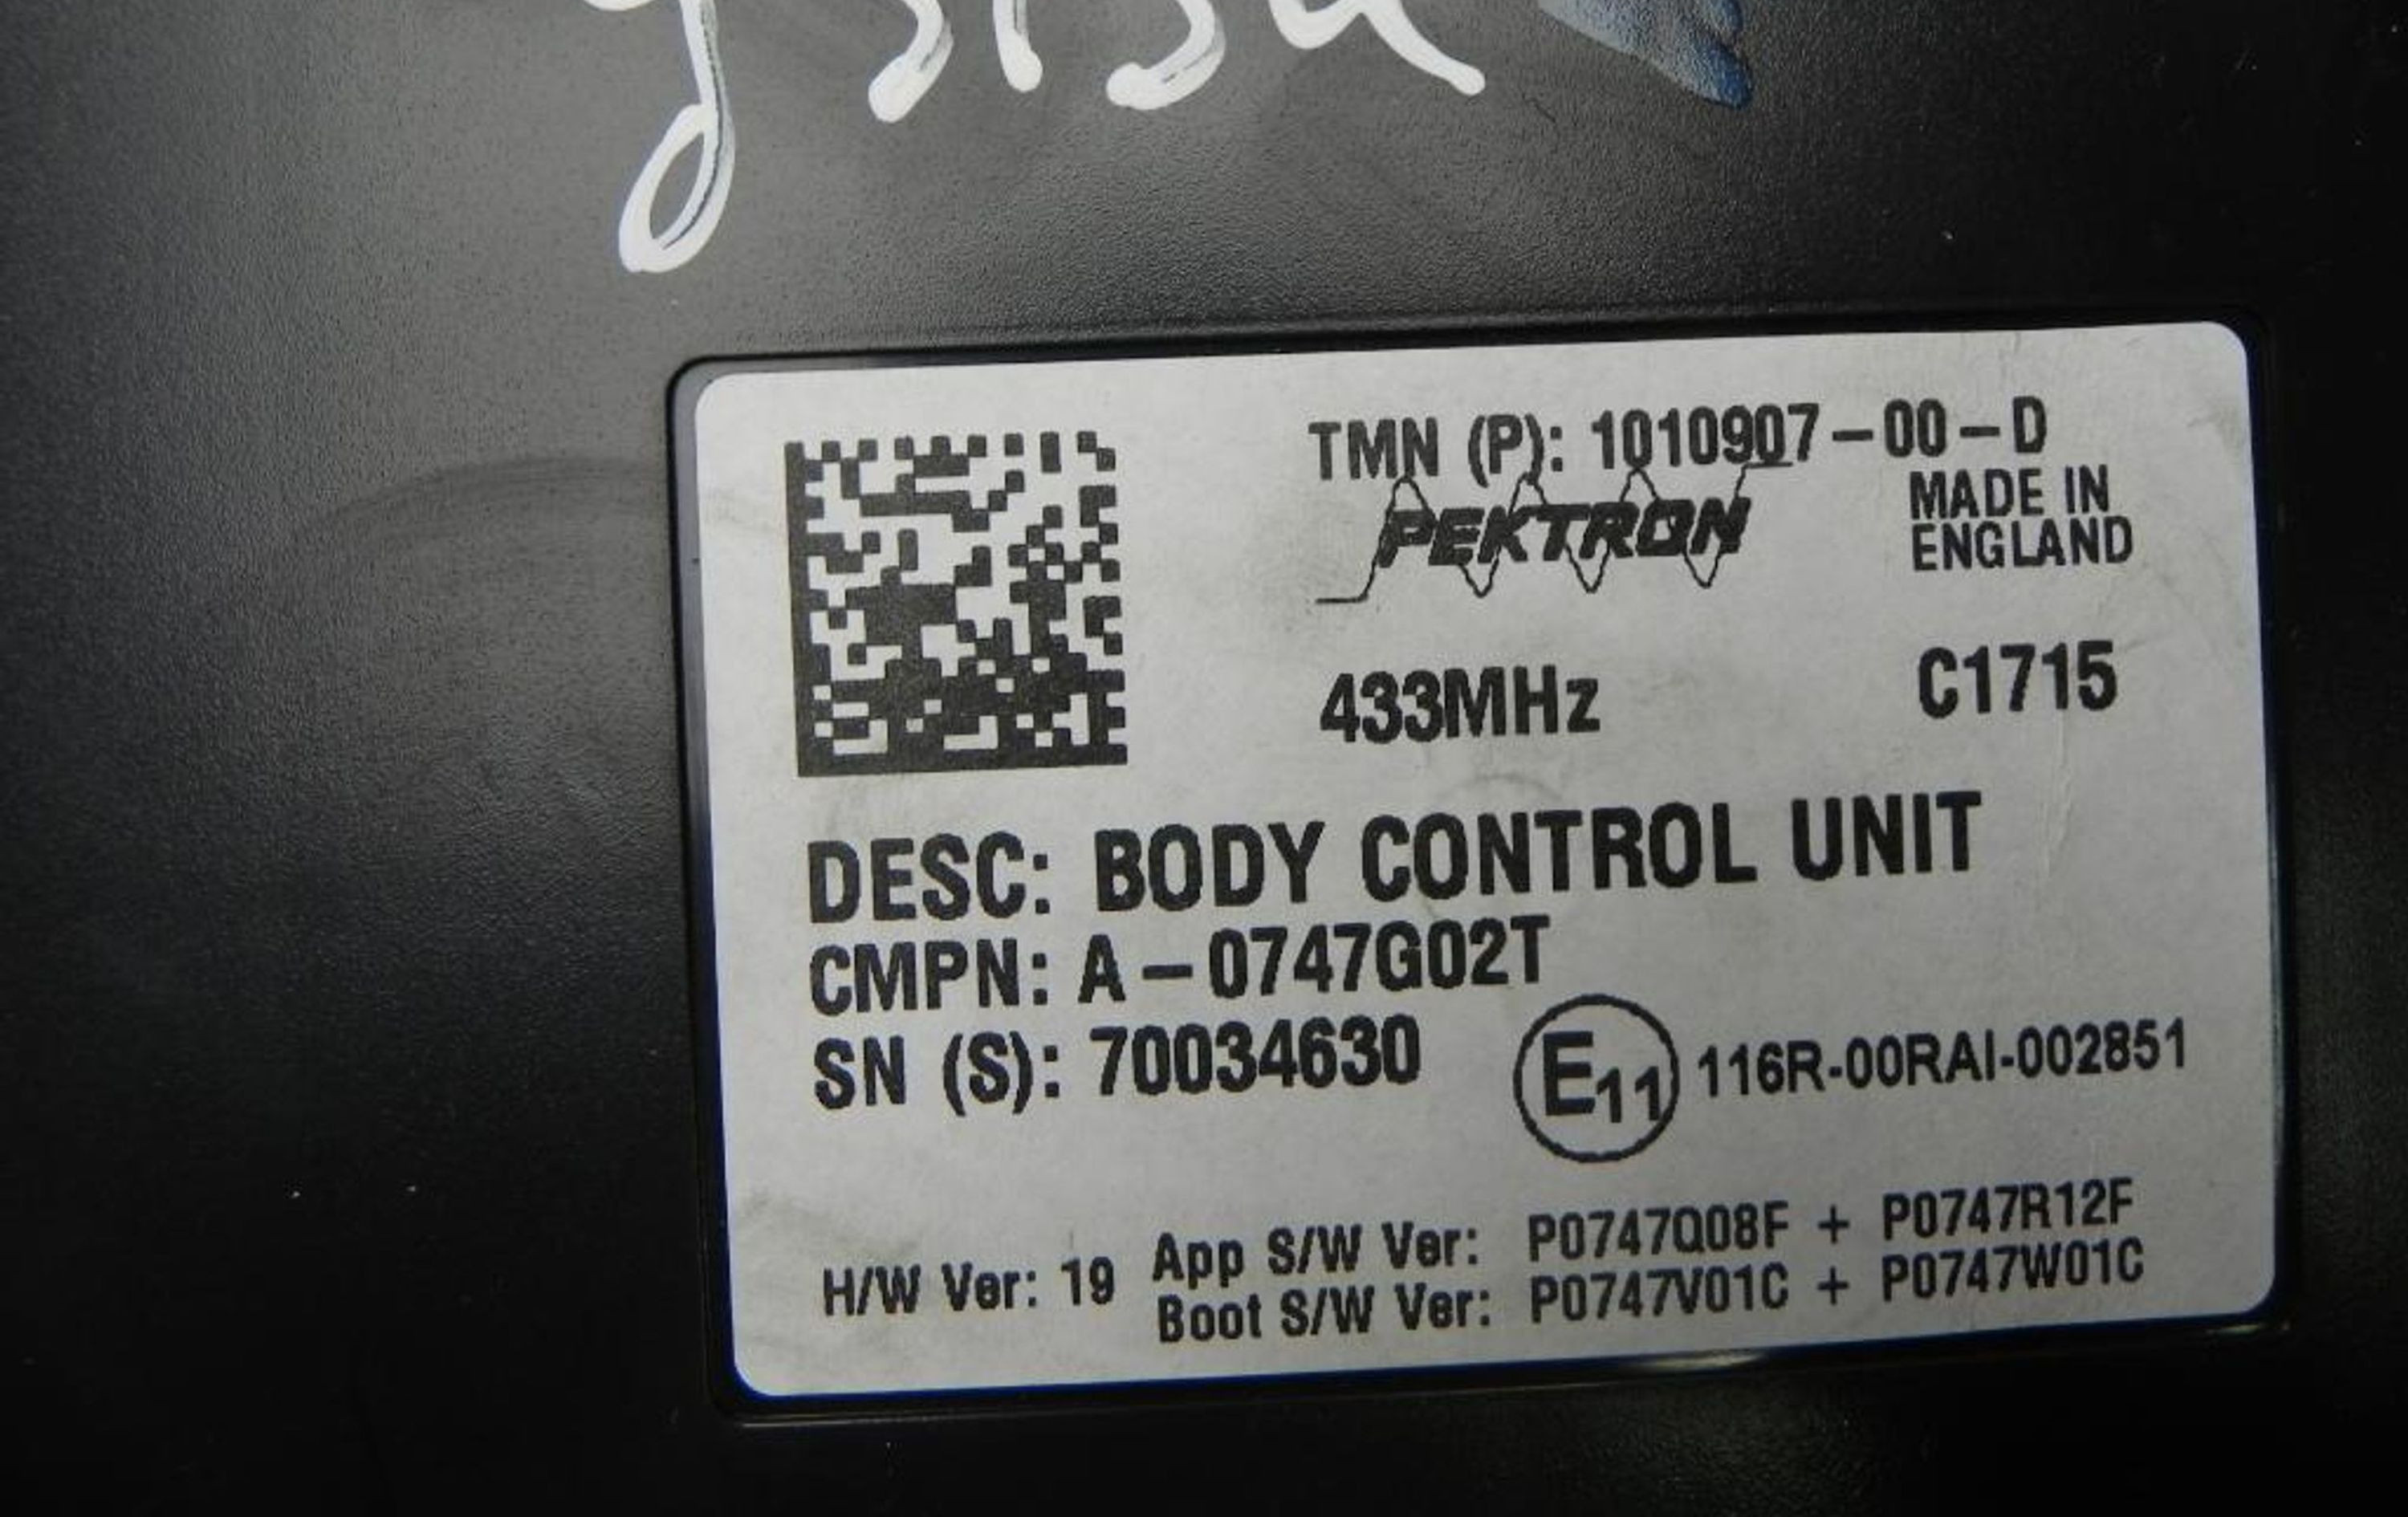 TMN (P): 1010907-00-D
PEKTRON
MADE IN
ENGLAND
433MHz
C1715
DESC: BODY CONTROL UNIT
CMPN: A-0747G02T
SN (S): 70034630
E11 116R-00RAI-002851
H/W Ver: 19
App S/W Ver: P0747Q08F + P0747R12F
Boot S/W Ver: P0747V01C + P0747W01C